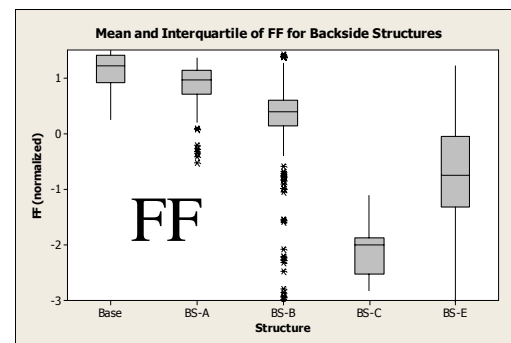 Mean and Interquartile of FF for Backside Structures
FF (normalized)
1
0
-1
-2
-3
FF
Base BS-A BS-B BS-C BS-E
Structure